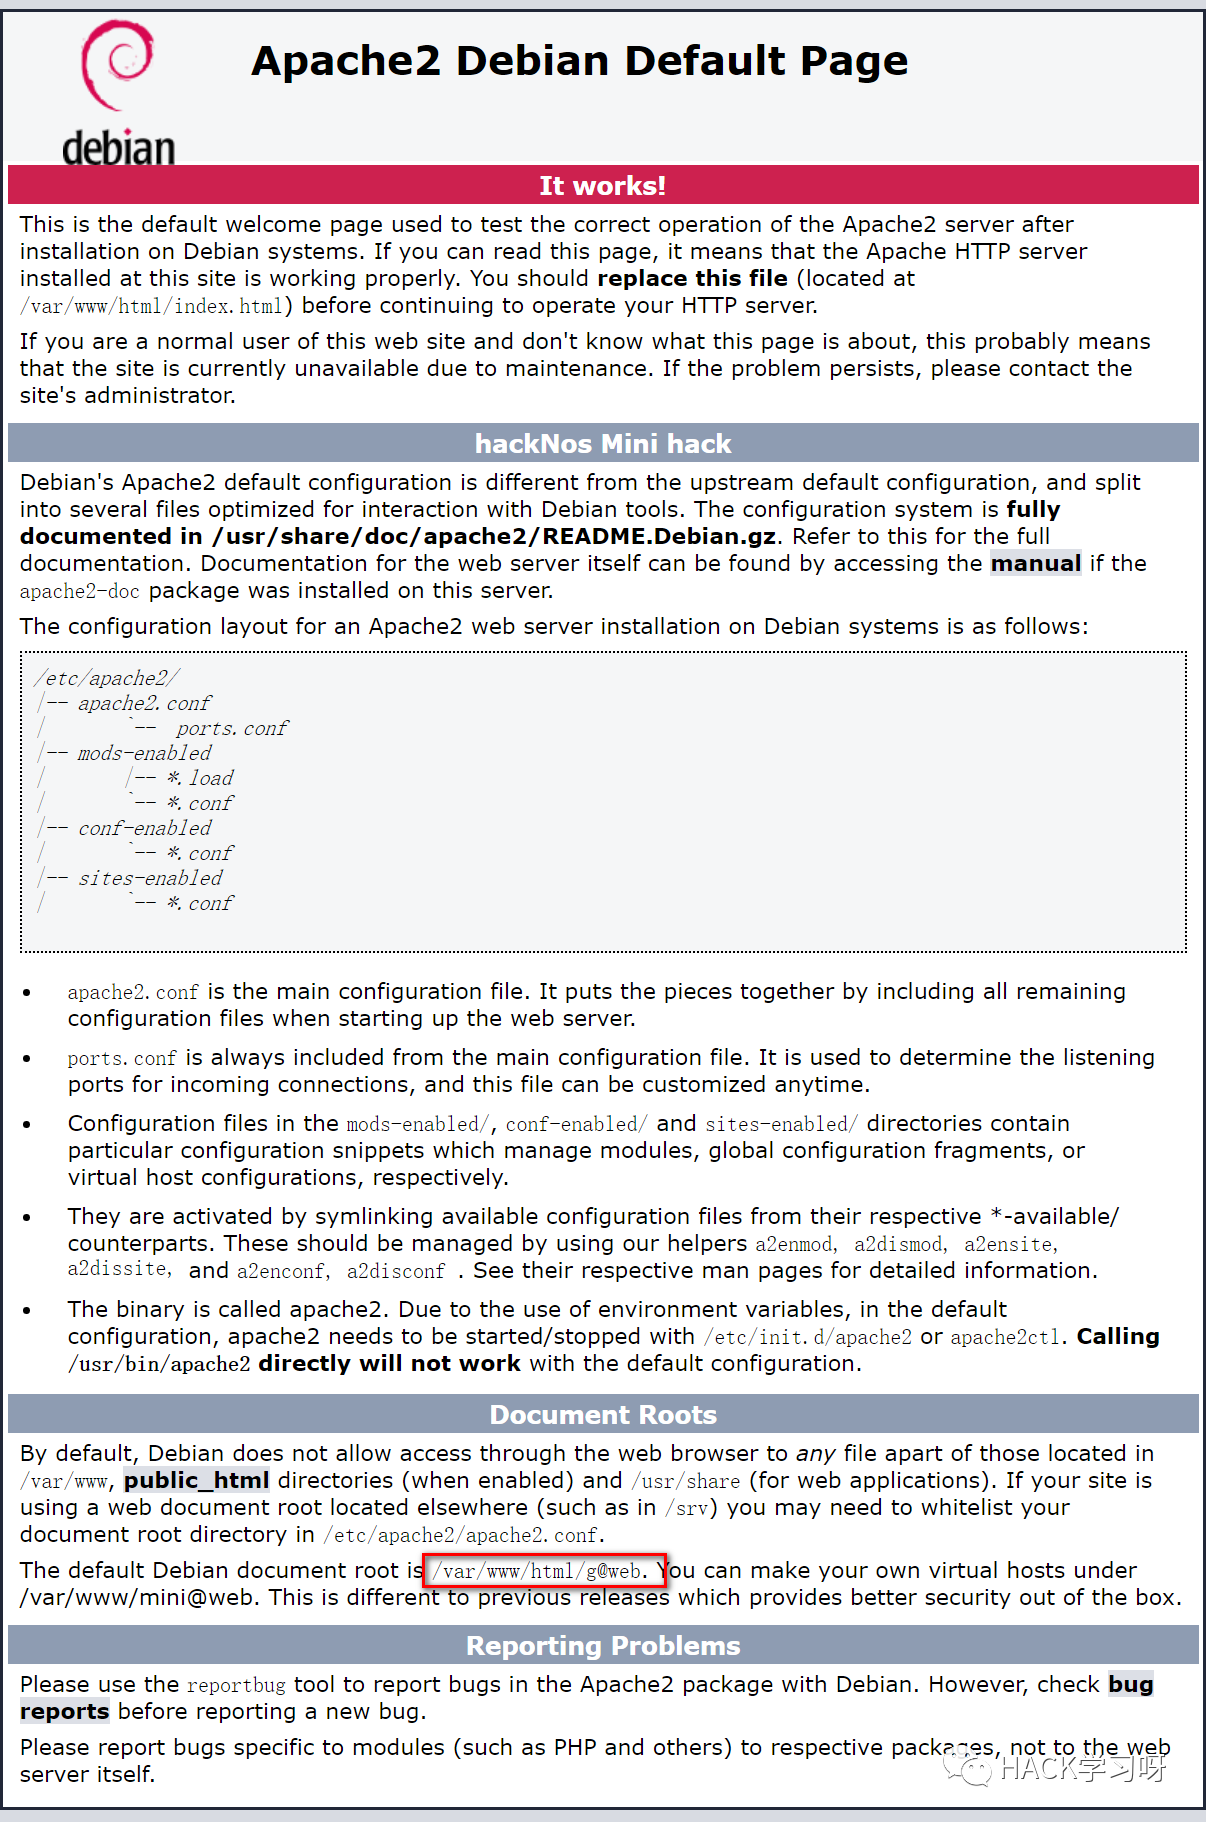 debian
Apache2 Debian Default Page
It works!
This is the default welcome page used to test the correct operation of the Apache2 server after
installation on Debian systems. If you can read this page, it means that the Apache HTTP server
installed at this site is working properly. You should replace this file (located at
/var/www/html/index.html) before continuing to operate your HTTP server.
If you are a normal user of this web site and don't know what this page is about, this probably means
that the site is currently unavailable due to maintenance. If the problem persists, please contact the
site's administrator.
hackNos Mini hack
Debian's Apache2 default configuration is different from the upstream default configuration, and split
into several files optimized for interaction with Debian tools. The configuration system is fully
documented in /usr/share/doc/apache2/README.Debian.gz. Refer to this for the full
documentation. Documentation for the web server itself can be found by accessing the manual if the
apache2-doc package was installed on this server.
The configuration layout for an Apache2 web server installation on Debian systems is as follows:
/etc/apache2/
|-- apache2.conf
|       `--  ports.conf
|-- mods-enabled
|       |-- *.load
|       `-- *.conf
|-- conf-enabled
|       `-- *.conf
|-- sites-enabled
|       `-- *.conf
• apache2.conf is the main configuration file. It puts the pieces together by including all remaining
configuration files when starting up the web server.
• ports.conf is always included from the main configuration file. It is used to determine the listening
ports for incoming connections, and this file can be customized anytime.
• Configuration files in the mods-enabled/, conf-enabled/ and sites-enabled/ directories contain
particular configuration snippets which manage modules, global configuration fragments, or
virtual host configurations, respectively.
• They are activated by symlinking available configuration files from their respective *-available/
counterparts. These should be managed by using our helpers a2enmod, a2dismod, a2ensite,
a2dissite, and a2enconf, a2disconf . See their respective man pages for detailed information.
• The binary is called apache2. Due to the use of environment variables, in the default
configuration, apache2 needs to be started/stopped with /etc/init.d/apache2 or apache2ctl. Calling
/usr/bin/apache2 directly will not work with the default configuration.
Document Roots
By default, Debian does not allow access through the web browser to any file apart of those located in
/var/www, public_html directories (when enabled) and /usr/share (for web applications). If your site is
using a web document root located elsewhere (such as in /srv) you may need to whitelist your
document root directory in /etc/apache2/apache2.conf.
The default Debian document root is /var/www/html/g@web. You can make your own virtual hosts under
/var/www/mini@web. This is different to previous releases which provides better security out of the box.
Reporting Problems
Please use the reportbug tool to report bugs in the Apache2 package with Debian. However, check bug
reports before reporting a new bug.
Please report bugs specific to modules (such as PHP and others) to respective packages, not to the web
server itself.
HACK学习呀